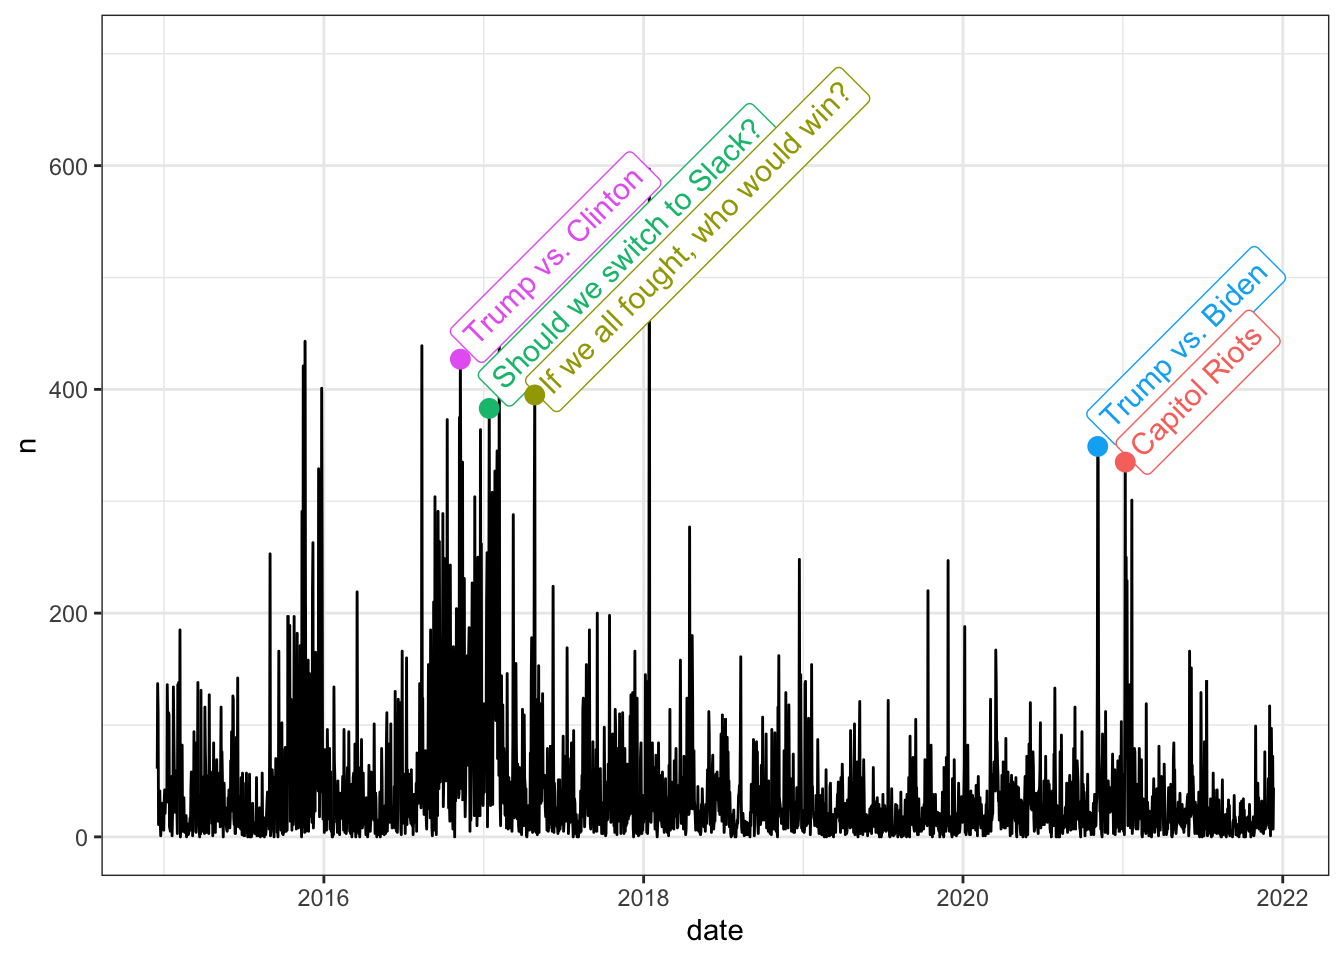 If we all fought, who would win?
Should we switch to Slack?
Trump vs. Clinton
Trump vs. Biden
Capitol Riots
600
400
200
0
n
2016
2018
2020
2022
date